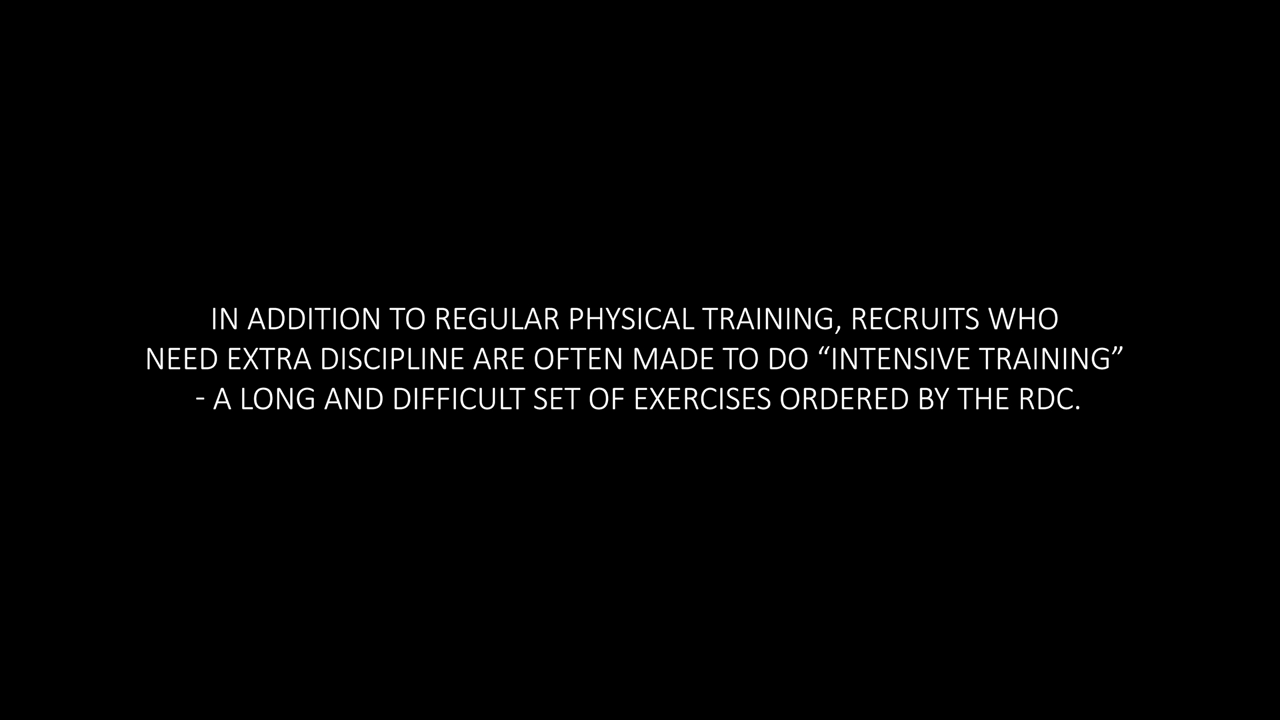 IN ADDITION TO REGULAR PHYSICAL TRAINING, RECRUITS WHO
NEED EXTRA DISCIPLINE ARE OFTEN MADE TO DO “INTENSIVE TRAINING”
- A LONG AND DIFFICULT SET OF EXERCISES ORDERED BY THE RDC.